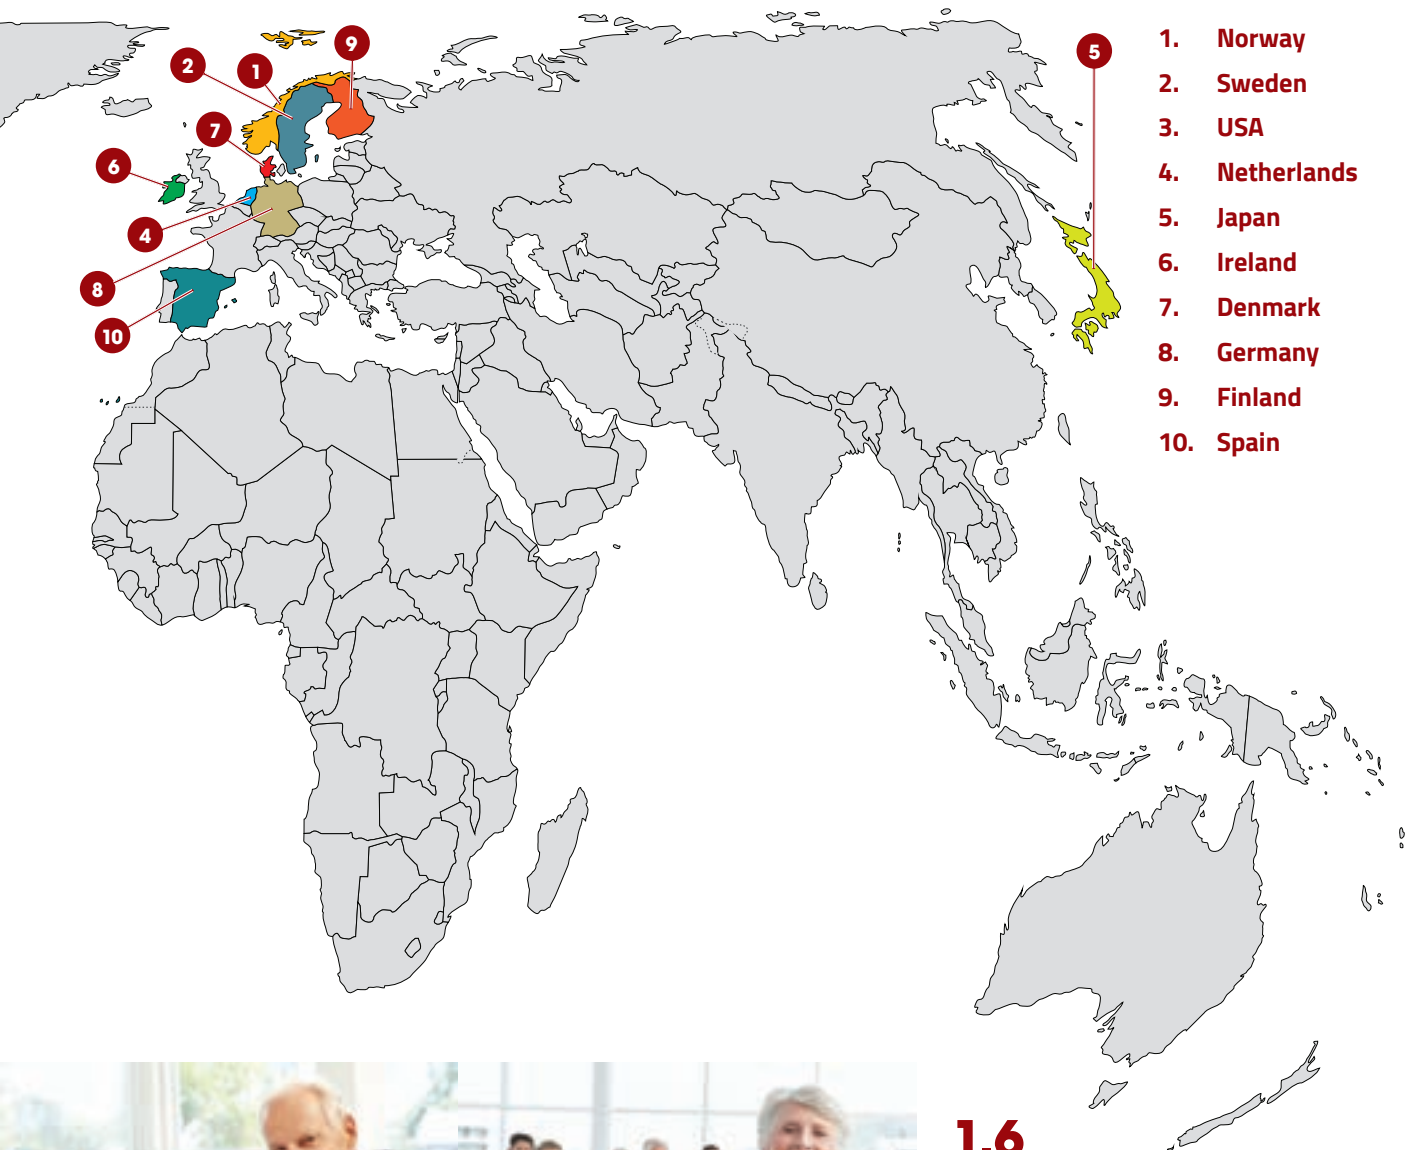 9
5
2
1
7
6
4
8
10
1. Norway
2. Sweden
3. USA
4. Netherlands
5. Japan
6. Ireland
7. Denmark
8. Germany
9. Finland
10. Spain
1.6